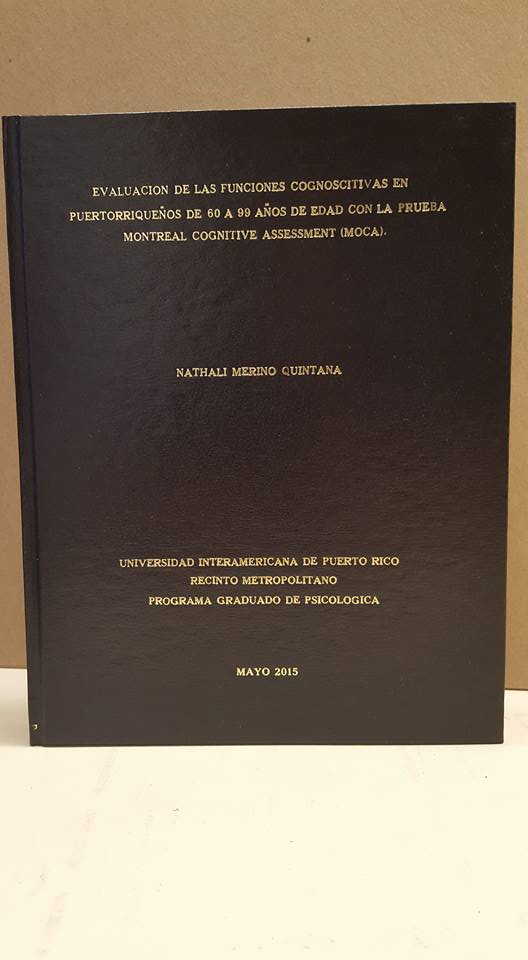 EVALUACION DE LAS FUNCIONES COGNOSCITIVAS EN
PUERTORRIQUEÑOS DE 60 A 99 AÑOS DE EDAD CON LA PRUEBA
MONTREAL COGNITIVE ASSESSMENT (MOCA).
NATHALI MERINO QUINTANA
UNIVERSIDAD INTERAMERICANA DE PUERTO RICO
RECINTO METROPOLITANO
PROGRAMA GRADUADO DE PSICOLOGICA
MAYO 2015